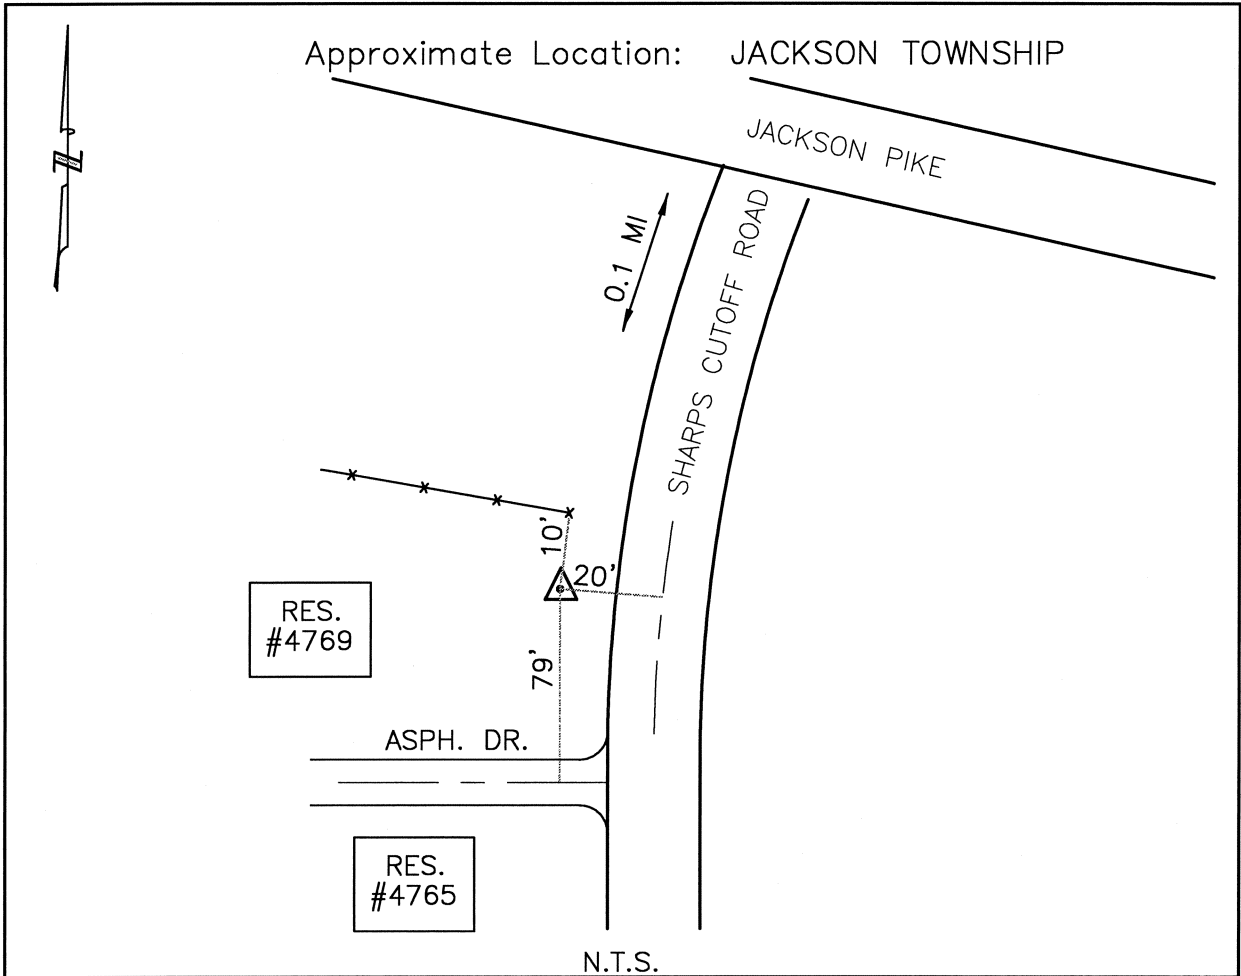 Approximate Location: JACKSON TOWNSHIP
JACKSON PIKE
N
0.1 MI
SHARPS CUTOFF ROAD
10'
20'
RES.
#4769
79'
ASPH. DR.
RES.
#4765
N.T.S.